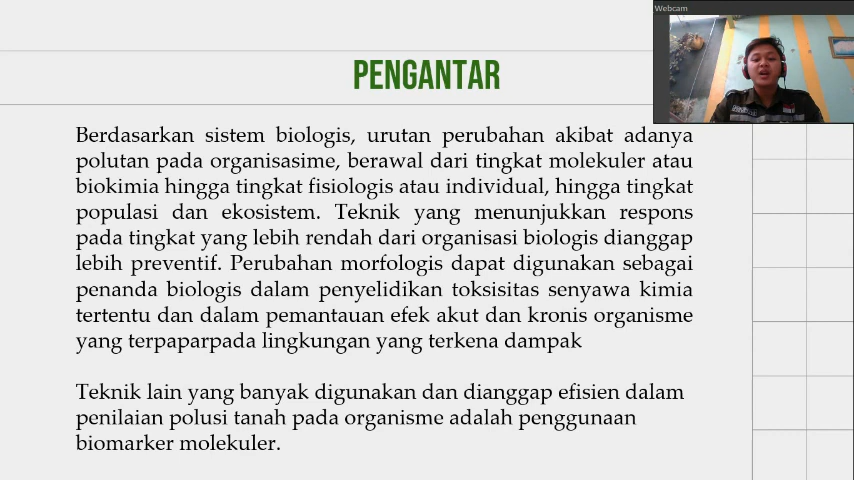 Webcam
PENGANTAR
Berdasarkan sistem biologis, urutan perubahan akibat adanya
polutan pada organisasime, berawal dari tingkat molekuler atau
biokimia hingga tingkat fisiologis atau individual, hingga tingkat
populasi dan ekosistem. Teknik yang menunjukkan respons
pada tingkat yang lebih rendah dari organisasi biologis dianggap
lebih preventif. Perubahan morfologis dapat digunakan sebagai
penanda biologis dalam penyelidikan toksisitas senyawa kimia
tertentu dan dalam pemantauan efek akut dan kronis organisme
yang terpaparpada lingkungan yang terkena dampak
Teknik lain yang banyak digunakan dan dianggap efisien dalam
penilaian polusi tanah pada organisme adalah penggunaan
biomarker molekuler.